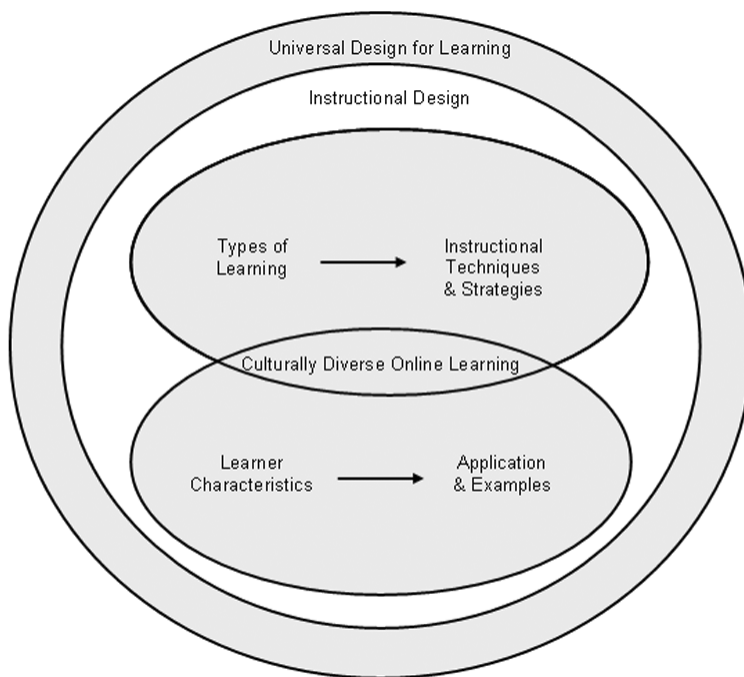 Universal Design for Learning
Instructional Design
Types of
Learning
Instructional
Techniques
& Strategies
Culturally Diverse Online Learning
Learner
Characteristics
Application
& Examples